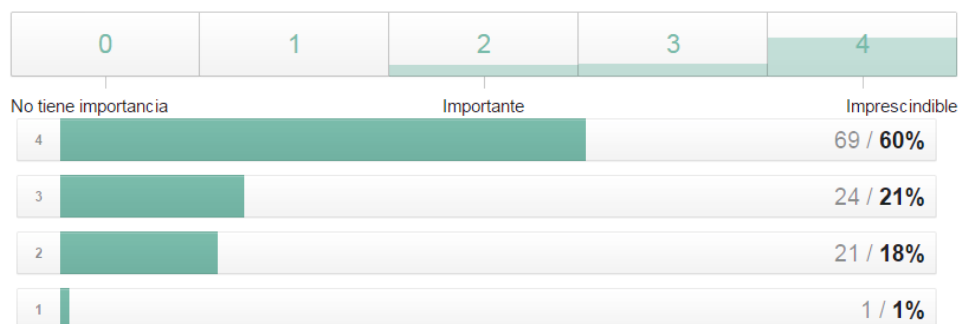 0 1 2 3 4
No tiene importancia Importante Imprescindible
4 69 / 60%
3 24 / 21%
2 21 / 18%
1 1 / 1%